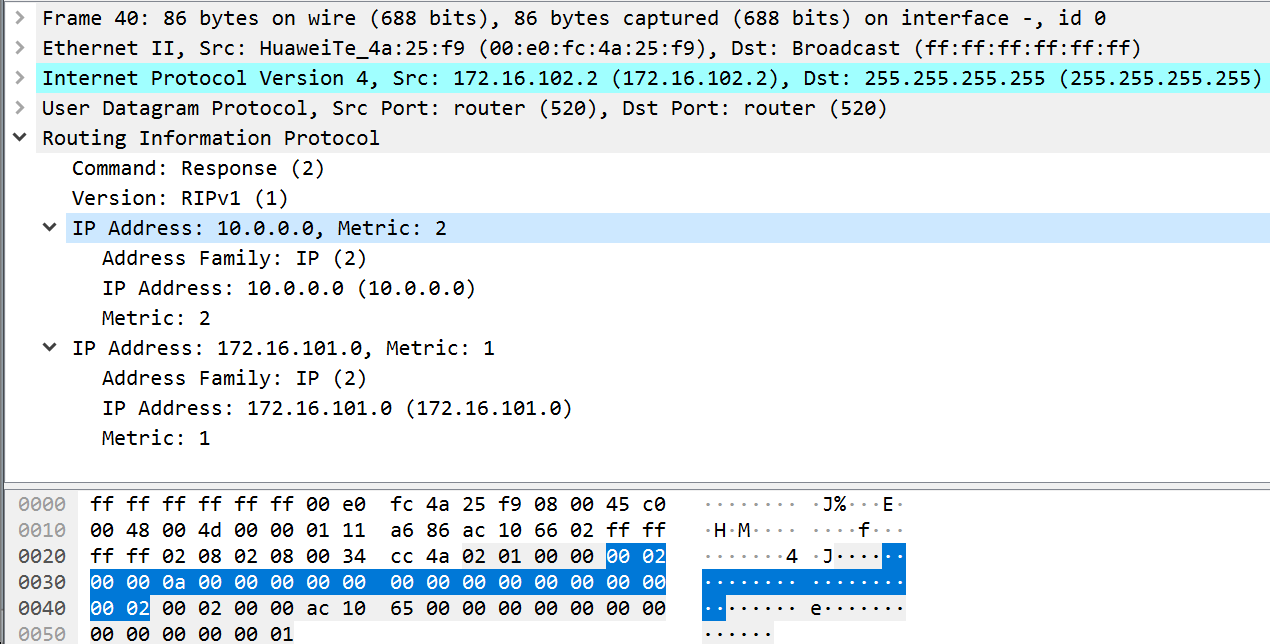 Frame 40: 86 bytes on wire (688 bits), 86 bytes captured (688 bits) on interface -, id 0
Ethernet II, Src: HuaweiTe_4a:25:f9 (00:e0:fc:4a:25:f9), Dst: Broadcast (ff:ff:ff:ff:ff:ff)
Internet Protocol Version 4, Src: 172.16.102.2 (172.16.102.2), Dst: 255.255.255.255 (255.255.255.255)
User Datagram Protocol, Src Port: router (520), Dst Port: router (520)
Routing Information Protocol
Command: Response (2)
Version: RIPv1 (1)
IP Address: 10.0.0.0, Metric: 2
Address Family: IP (2)
IP Address: 10.0.0.0 (10.0.0.0)
Metric: 2
IP Address: 172.16.101.0, Metric: 1
Address Family: IP (2)
IP Address: 172.16.101.0 (172.16.101.0)
Metric: 1
0000 ff ff ff ff ff ff 00 e0 fc 4a 25 f9 08 00 45 c0 ········ ·J%···E·
0010 00 48 00 4d 00 00 01 11 a6 86 ac 10 66 02 ff ff ·H·M···· ····f···
0020 ff ff 02 08 02 08 00 34 cc 4a 02 01 00 00 00 02 ·······4 ·J······
0030 00 00 0a 00 00 00 00 00 00 00 00 00 00 00 00 00 ········ ········
0040 00 02 00 02 00 00 ac 10 65 00 00 00 00 00 00 00 ········ e·······
0050 00 00 00 00 00 01 ······